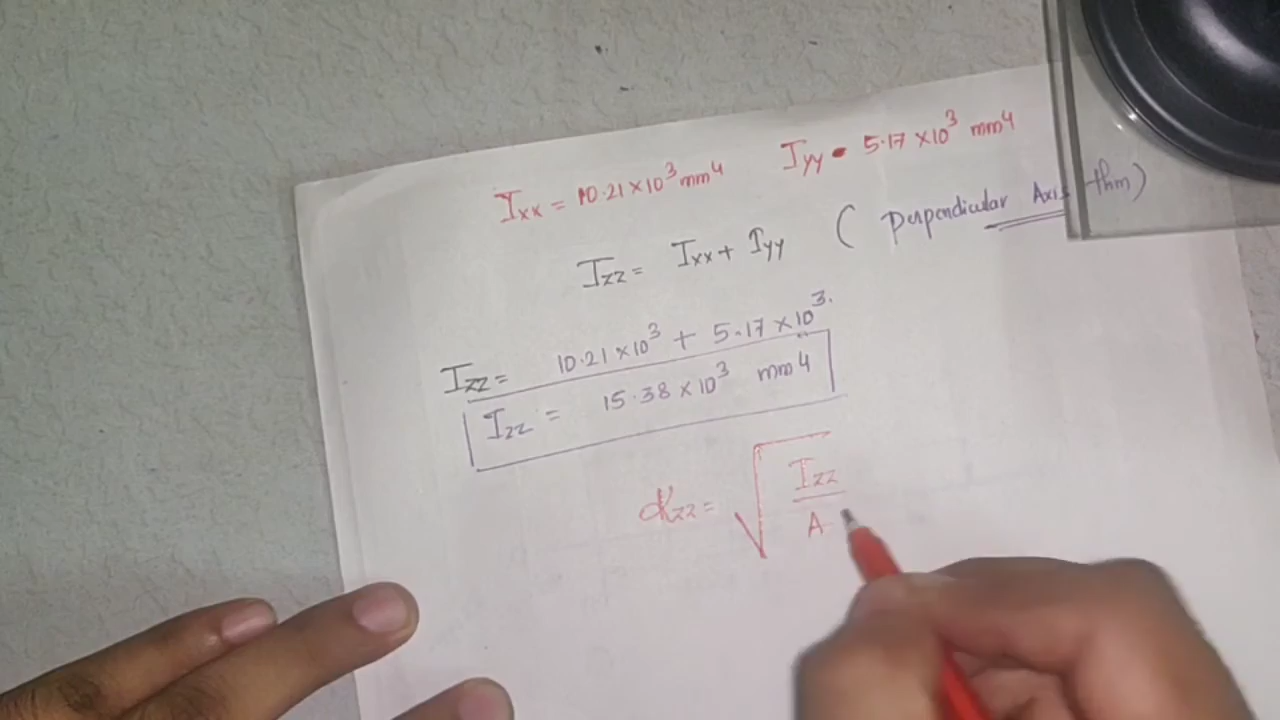 Ixx = 10.21 × 10³ mm⁴ Iyy = 5.17 × 10³ mm⁴
Izz = Ixx + Iyy ( perpendicular Axis thm)
Izz = 10.21 × 10³ + 5.17 × 10³.
Izz = 15.38 × 10³ mm⁴
Kzz = √(Izz / A)